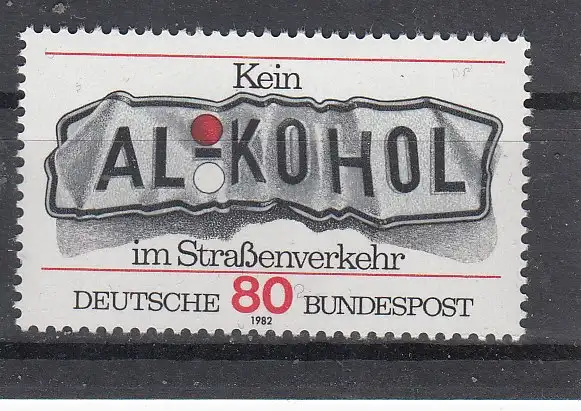 Kein
AL-KOHOL
im Straßenverkehr
DEUTSCHE 80 BUNDESPOST
1982